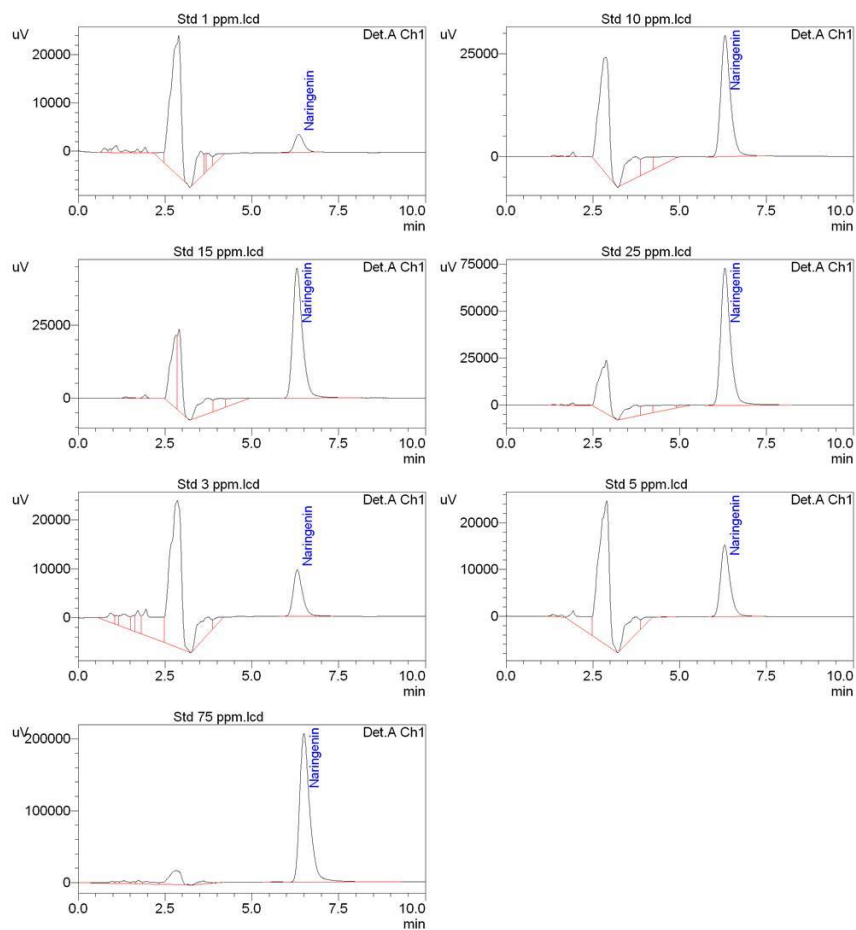 Std 1 ppm.lcd
uV
Det.A Ch1
20000
10000
0
Naringenin
0.0 2.5 5.0 7.5 10.0
min
Std 10 ppm.lcd
uV
Det.A Ch1
25000
0
Naringenin
0.0 2.5 5.0 7.5 10.0
min
Std 15 ppm.lcd
uV
Det.A Ch1
25000
0
Naringenin
0.0 2.5 5.0 7.5 10.0
min
Std 25 ppm.lcd
uV
Det.A Ch1
75000
50000
25000
0
Naringenin
0.0 2.5 5.0 7.5 10.0
min
Std 3 ppm.lcd
uV
Det.A Ch1
20000
10000
0
Naringenin
0.0 2.5 5.0 7.5 10.0
min
Std 5 ppm.lcd
uV
Det.A Ch1
20000
10000
0
Naringenin
0.0 2.5 5.0 7.5 10.0
min
Std 75 ppm.lcd
uV
Det.A Ch1
200000
100000
0
Naringenin
0.0 2.5 5.0 7.5 10.0
min